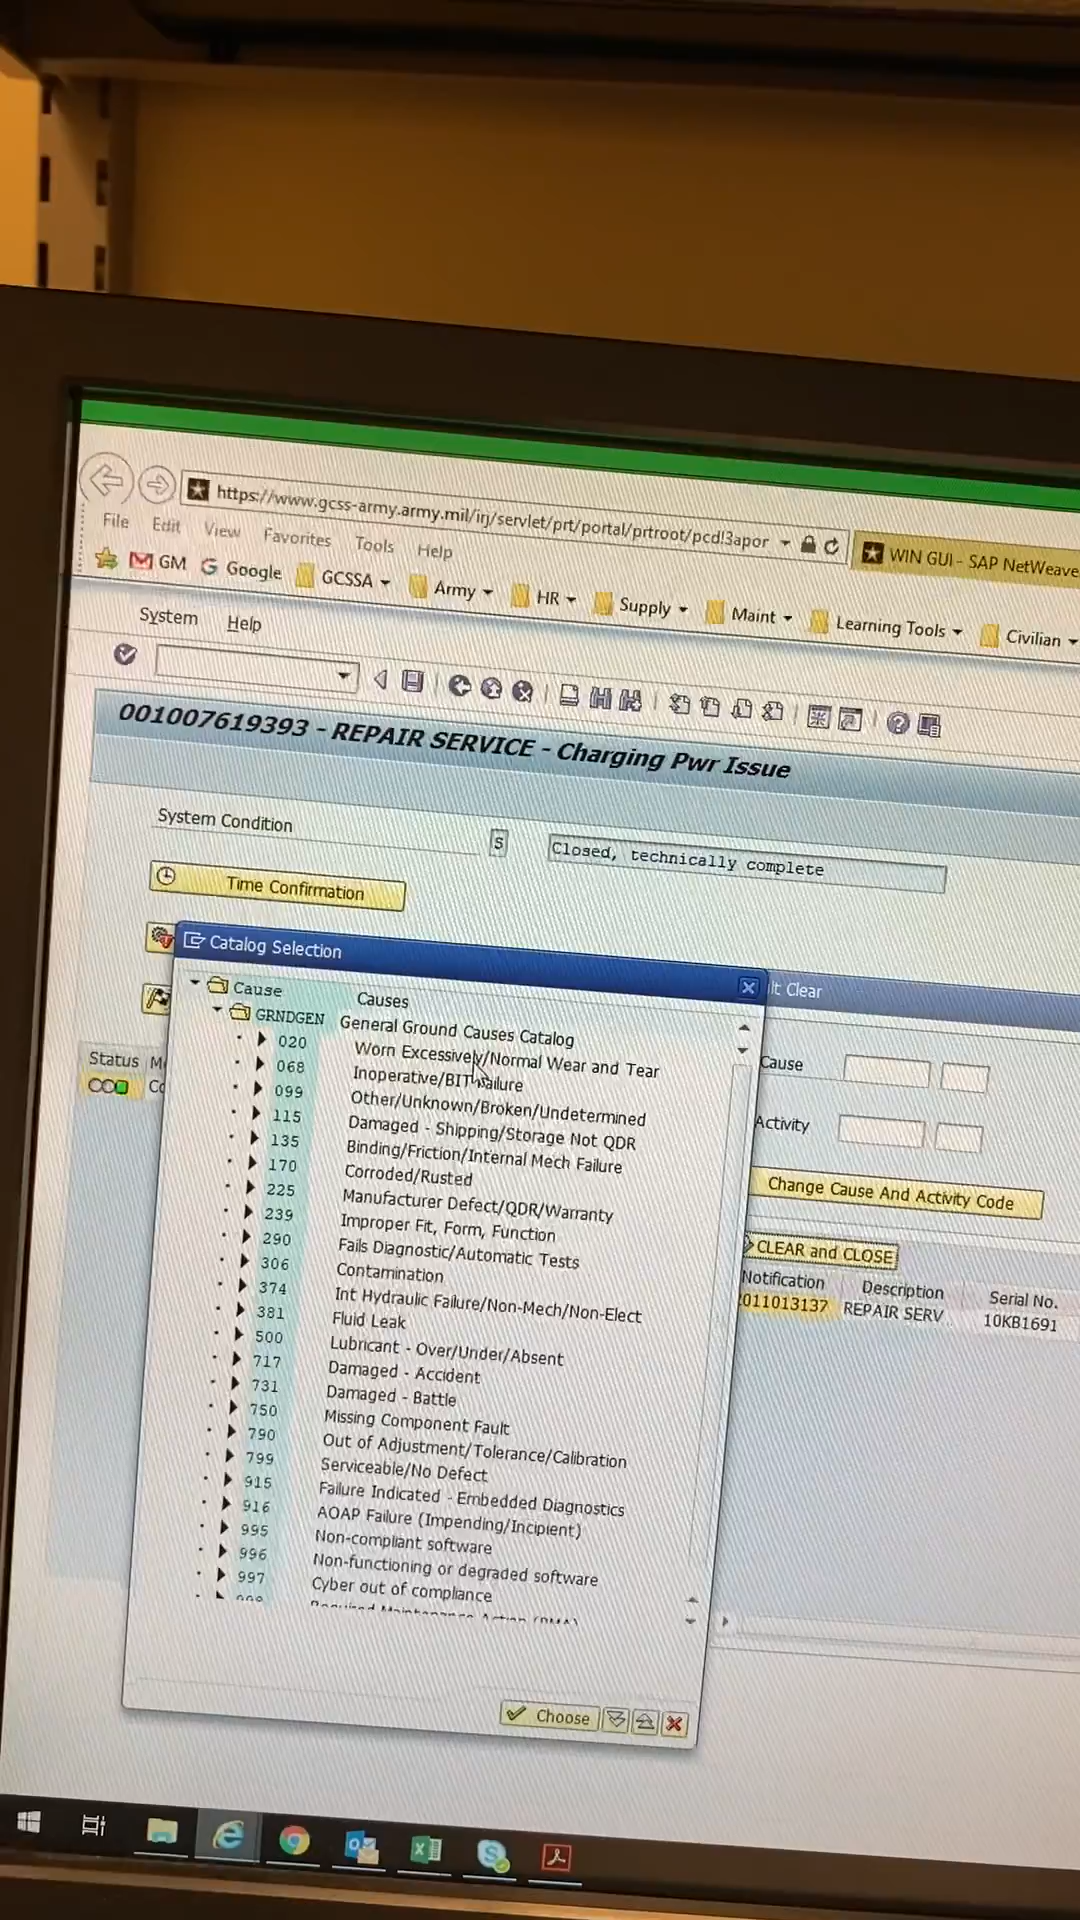 https://www.gcss-army.army.mil/irj/servlet/prt/portal/prtroot/pcd!3apor
WIN GUI - SAP NetWeave
File Edit View Favorites Tools Help
GM Google GCSSA Army HR Supply Maint Learning Tools Civilian
System Help
001007619393 - REPAIR SERVICE - Charging Pwr Issue
System Condition S Closed, technically complete
Time Confirmation
Catalog Selection
lt Clear
Cause Causes
GRNDGEN General Ground Causes Catalog
020 Worn Excessively/Normal Wear and Tear
068 Inoperative/BIT Failure
099 Other/Unknown/Broken/Undetermined
115 Damaged - Shipping/Storage Not QDR
135 Binding/Friction/Internal Mech Failure
170 Corroded/Rusted
225 Manufacturer Defect/QDR/Warranty
239 Improper Fit, Form, Function
290 Fails Diagnostic/Automatic Tests
306 Contamination
374 Int Hydraulic Failure/Non-Mech/Non-Elect
381 Fluid Leak
500 Lubricant - Over/Under/Absent
717 Damaged - Accident
731 Damaged - Battle
750 Missing Component Fault
790 Out of Adjustment/Tolerance/Calibration
799 Serviceable/No Defect
915 Failure Indicated - Embedded Diagnostics
916 AOAP Failure (Impending/Incipient)
995 Non-compliant software
996 Non-functioning or degraded software
997 Cyber out of compliance
Choose
Status M
Co
Cause
Activity
Change Cause And Activity Code
CLEAR and CLOSE
Notification Description Serial No.
011013137 REPAIR SERV 10KB1691